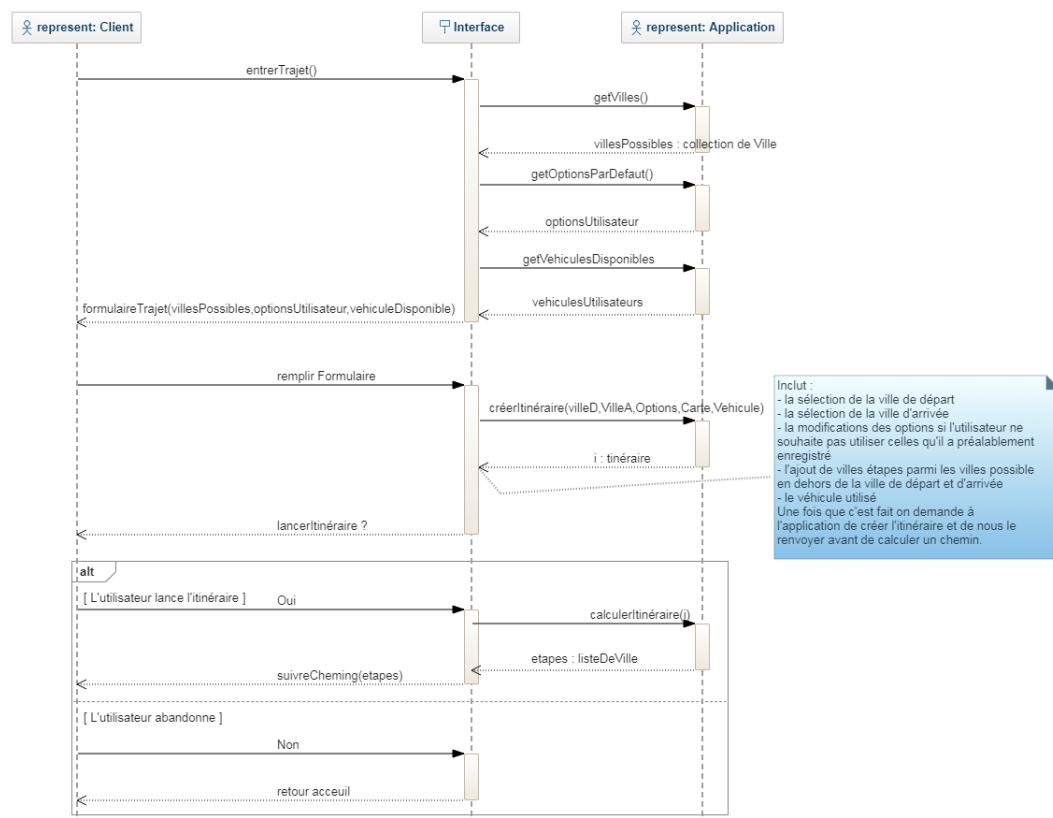 represent: Client
Interface
represent: Application
entrerTrajet()
getVilles()
villesPossibles : collection de Ville
getOptionsParDefaut()
optionsUtilisateur
getVehiculesDisponibles
vehiculesUtilisateurs
formulaireTrajet(villesPossibles,optionsUtilisateur,vehiculeDisponible)
remplir Formulaire
créerItinéraire(villeD,VilleA,Options,Carte,Vehicule)
i : tinéraire
lancerItinéraire ?
Inclut :
- la sélection de la ville de départ
- la sélection de la ville d'arrivée
- la modifications des options si l'utilisateur ne
souhaite pas utiliser celles qu'il a préalablement
enregistré
- l'ajout de villes étapes parmi les villes possible
en dehors de la ville de départ et d'arrivée
- le véhicule utilisé
Une fois que c'est fait on demande à
l'application de créer l'itinéraire et de nous le
renvoyer avant de calculer un chemin.
alt
[ L'utilisateur lance l'itinéraire ]
Oui
calculerItinéraire(i)
etapes : listeDeVille
suivreCheming(etapes)
[ L'utilisateur abandonne ]
Non
retour acceuil